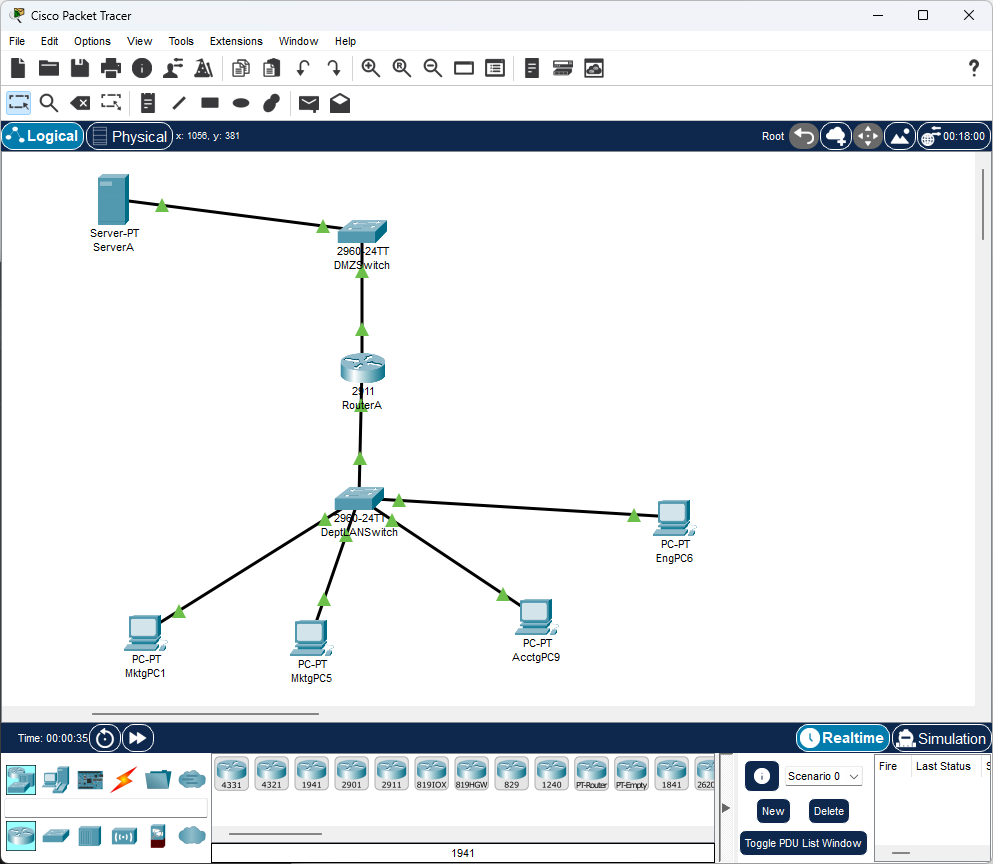 Cisco Packet Tracer
File Edit Options View Tools Extensions Window Help
Logical Physical x: 1056, y: 381 Root 00:18:00
Server-PT
ServerA
2960-24TT
DMZSwitch
2911
RouterA
2960-24TT
DeptLANSwitch
PC-PT
EngPC6
PC-PT
MktgPC1
PC-PT
MktgPC5
PC-PT
AcctgPC9
Time: 00:00:35 Realtime Simulation
4331 4321 1941 2901 2911 819IOX 819HGW 829 1240 PT-Router PT-Empty 1841 2620
Scenario 0
New Delete
Toggle PDU List Window
Fire Last Status S
1941